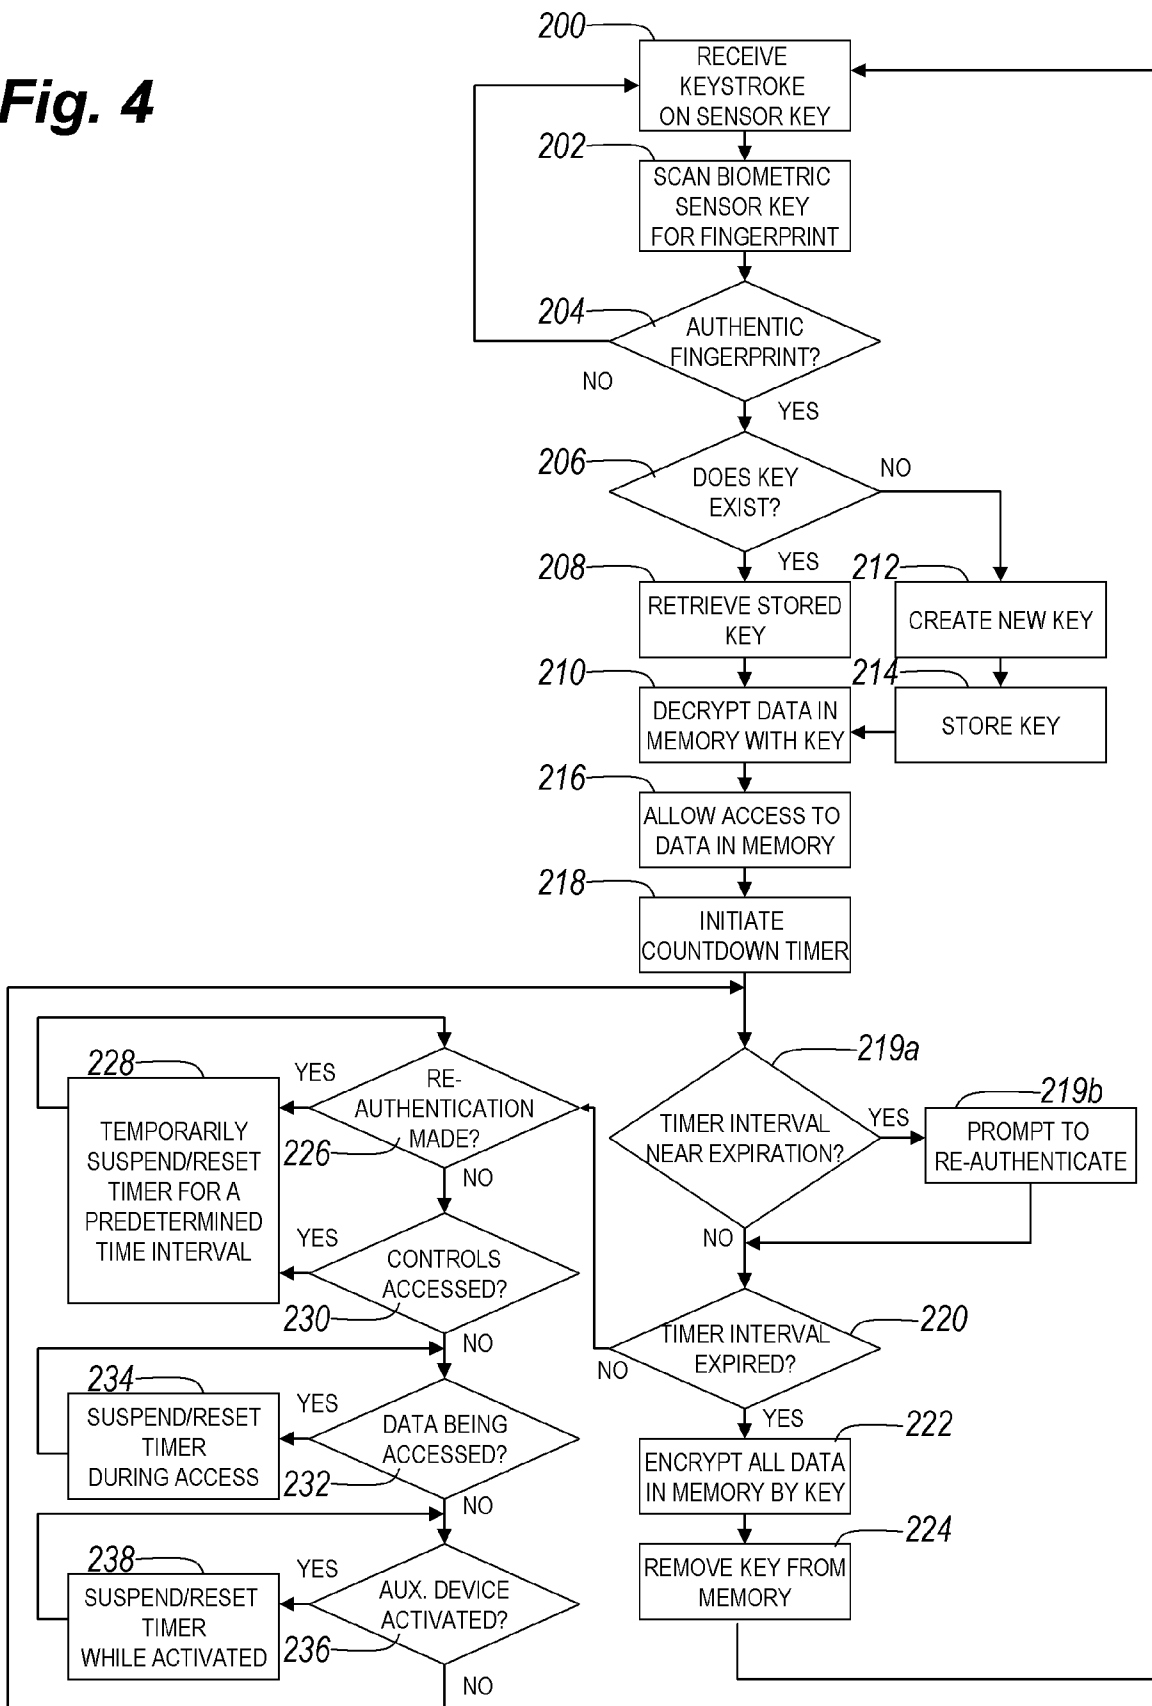 Fig. 4
200
RECEIVE
KEYSTROKE
ON SENSOR KEY
202
SCAN BIOMETRIC
SENSOR KEY
FOR FINGERPRINT
204
AUTHENTIC
FINGERPRINT?
NO
YES
206
DOES KEY
EXIST?
NO
YES
208
RETRIEVE STORED
KEY
212
CREATE NEW KEY
210
DECRYPT DATA IN
MEMORY WITH KEY
214
STORE KEY
216
ALLOW ACCESS TO
DATA IN MEMORY
218
INITIATE
COUNTDOWN TIMER
219a
TIMER INTERVAL
NEAR EXPIRATION?
YES
NO
219b
PROMPT TO
RE-AUTHENTICATE
220
TIMER INTERVAL
EXPIRED?
NO
YES
222
ENCRYPT ALL DATA
IN MEMORY BY KEY
224
REMOVE KEY FROM
MEMORY
RE-
AUTHENTICATION
MADE?
226
YES
NO
228
TEMPORARILY
SUSPEND/RESET
TIMER FOR A
PREDETERMINED
TIME INTERVAL
CONTROLS
ACCESSED?
230
YES
NO
DATA BEING
ACCESSED?
232
YES
NO
234
SUSPEND/RESET
TIMER
DURING ACCESS
AUX. DEVICE
ACTIVATED?
236
YES
NO
238
SUSPEND/RESET
TIMER
WHILE ACTIVATED